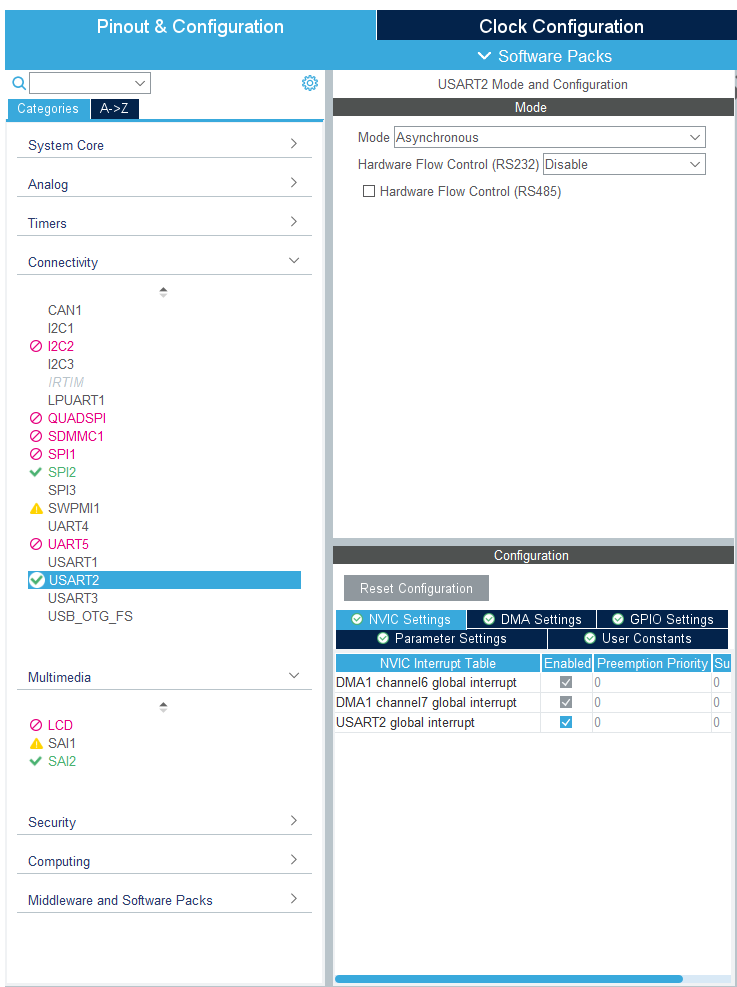 Pinout & Configuration
Clock Configuration
Software Packs
Categories
A->Z
System Core
Analog
Timers
Connectivity
CAN1
I2C1
I2C2
I2C3
IRTIM
LPUART1
QUADSPI
SDMMC1
SPI1
SPI2
SPI3
SWPMI1
UART4
UART5
USART1
USART2
USART3
USB_OTG_FS
Multimedia
LCD
SAI1
SAI2
Security
Computing
Middleware and Software Packs
USART2 Mode and Configuration
Mode
Mode Asynchronous
Hardware Flow Control (RS232) Disable
Hardware Flow Control (RS485)
Configuration
Reset Configuration
NVIC Settings DMA Settings GPIO Settings
Parameter Settings User Constants
NVIC Interrupt Table Enabled Preemption Priority Su
DMA1 channel6 global interrupt 0 0
DMA1 channel7 global interrupt 0 0
USART2 global interrupt 0 0